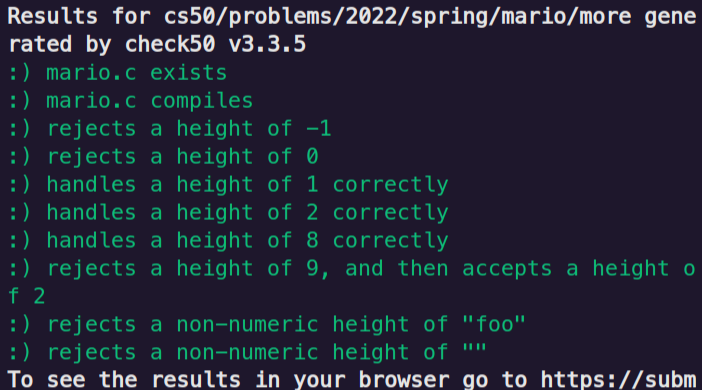 Results for cs50/problems/2022/spring/mario/more gene
rated by check50 v3.3.5
:) mario.c exists
:) mario.c compiles
:) rejects a height of -1
:) rejects a height of 0
:) handles a height of 1 correctly
:) handles a height of 2 correctly
:) handles a height of 8 correctly
:) rejects a height of 9, and then accepts a height o
f 2
:) rejects a non-numeric height of "foo"
:) rejects a non-numeric height of ""
To see the results in your browser go to https://subm